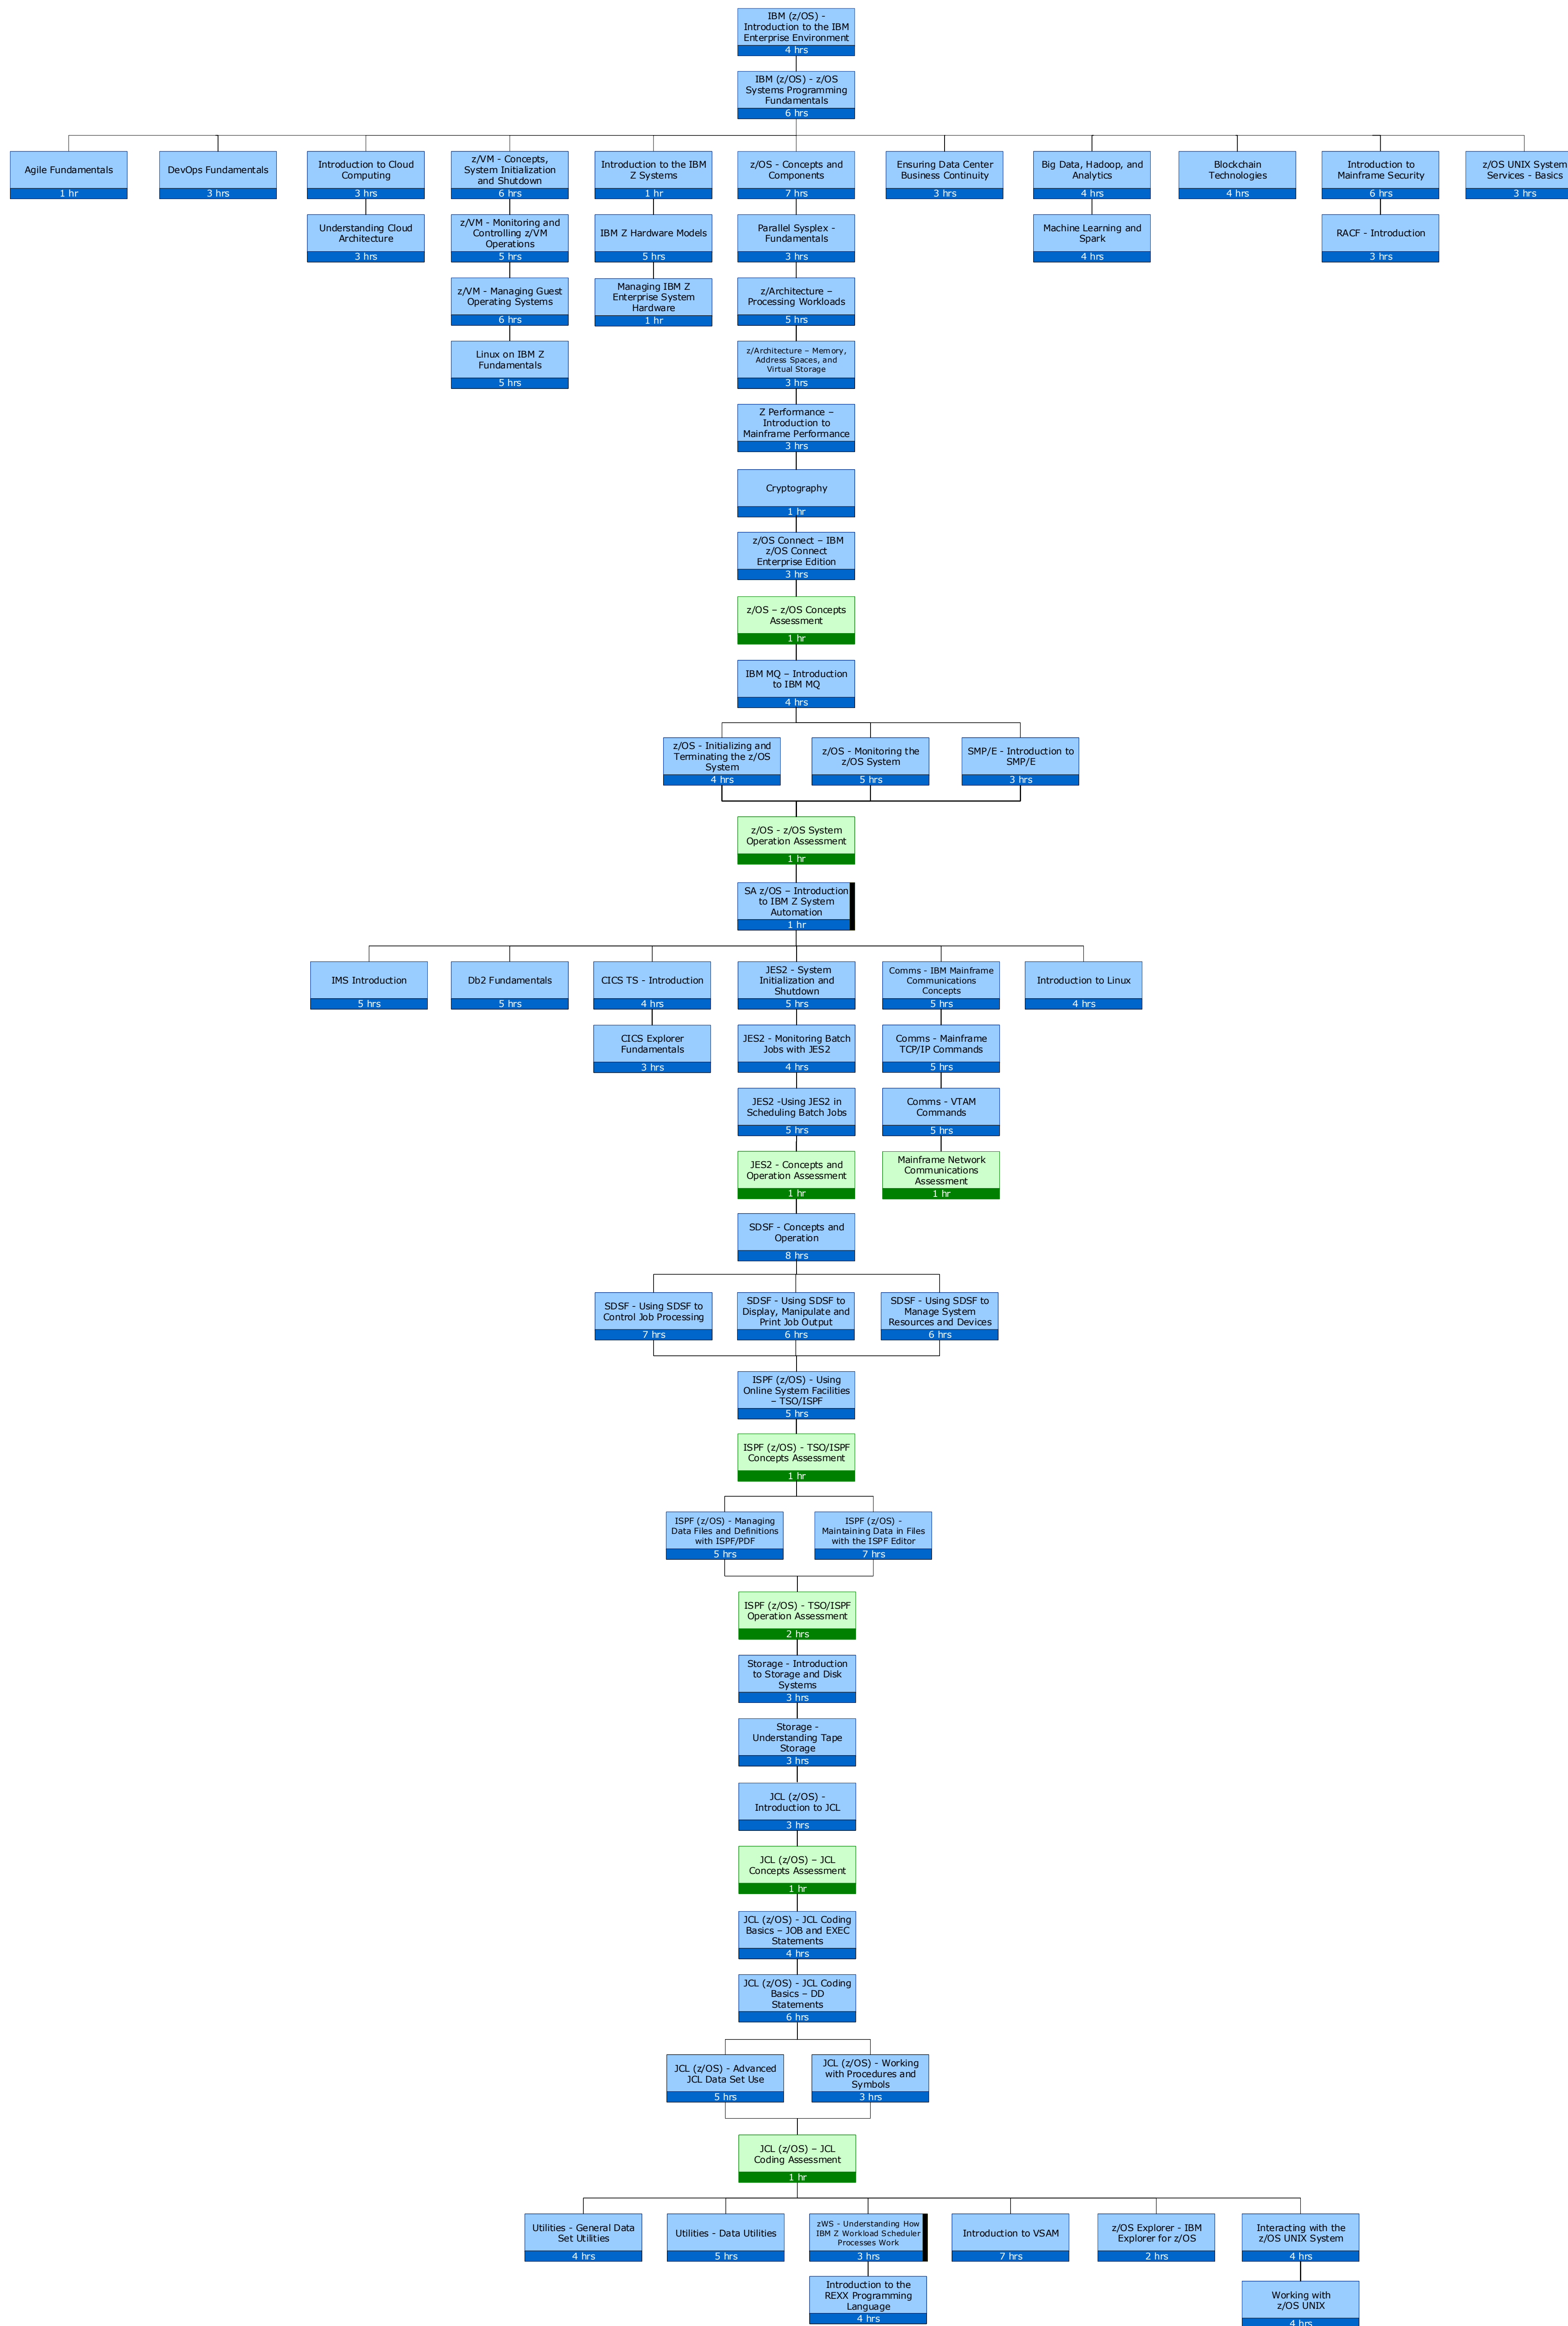 IBM (z/OS) -
Introduction to the IBM
Enterprise Environment
4 hrs
IBM (z/OS) - z/OS
Systems Programming
Fundamentals
6 hrs
Agile Fundamentals
1 hr
DevOps Fundamentals
3 hrs
Introduction to Cloud
Computing
3 hrs
z/VM - Concepts,
System Initialization
and Shutdown
6 hrs
Introduction to the IBM
Z Systems
1 hr
z/OS - Concepts and
Components
7 hrs
Ensuring Data Center
Business Continuity
3 hrs
Big Data, Hadoop, and
Analytics
4 hrs
Blockchain
Technologies
4 hrs
Introduction to
Mainframe Security
6 hrs
z/OS UNIX System
Services - Basics
3 hrs
Understanding Cloud
Architecture
3 hrs
z/VM - Monitoring and
Controlling z/VM
Operations
5 hrs
IBM Z Hardware Models
5 hrs
Parallel Sysplex -
Fundamentals
3 hrs
Machine Learning and
Spark
4 hrs
RACF - Introduction
3 hrs
z/VM - Managing Guest
Operating Systems
6 hrs
Managing IBM Z
Enterprise System
Hardware
1 hr
z/Architecture –
Processing Workloads
5 hrs
Linux on IBM Z
Fundamentals
5 hrs
z/Architecture – Memory,
Address Spaces, and
Virtual Storage
3 hrs
Z Performance –
Introduction to
Mainframe Performance
3 hrs
Cryptography
1 hr
z/OS Connect – IBM
z/OS Connect
Enterprise Edition
3 hrs
z/OS – z/OS Concepts
Assessment
1 hr
IBM MQ – Introduction
to IBM MQ
4 hrs
z/OS - Initializing and
Terminating the z/OS
System
4 hrs
z/OS - Monitoring the
z/OS System
5 hrs
SMP/E - Introduction to
SMP/E
3 hrs
z/OS - z/OS System
Operation Assessment
1 hr
SA z/OS – Introduction
to IBM Z System
Automation
1 hr
IMS Introduction
5 hrs
Db2 Fundamentals
5 hrs
CICS TS - Introduction
4 hrs
JES2 - System
Initialization and
Shutdown
5 hrs
Comms - IBM Mainframe
Communications
Concepts
5 hrs
Introduction to Linux
4 hrs
CICS Explorer
Fundamentals
3 hrs
JES2 - Monitoring Batch
Jobs with JES2
4 hrs
Comms - Mainframe
TCP/IP Commands
5 hrs
JES2 -Using JES2 in
Scheduling Batch Jobs
5 hrs
Comms - VTAM
Commands
5 hrs
JES2 - Concepts and
Operation Assessment
1 hr
Mainframe Network
Communications
Assessment
1 hr
SDSF - Concepts and
Operation
8 hrs
SDSF - Using SDSF to
Control Job Processing
7 hrs
SDSF - Using SDSF to
Display, Manipulate and
Print Job Output
6 hrs
SDSF - Using SDSF to
Manage System
Resources and Devices
6 hrs
ISPF (z/OS) - Using
Online System Facilities
– TSO/ISPF
5 hrs
ISPF (z/OS) - TSO/ISPF
Concepts Assessment
1 hr
ISPF (z/OS) - Managing
Data Files and Definitions
with ISPF/PDF
5 hrs
ISPF (z/OS) -
Maintaining Data in Files
with the ISPF Editor
7 hrs
ISPF (z/OS) - TSO/ISPF
Operation Assessment
2 hrs
Storage - Introduction
to Storage and Disk
Systems
3 hrs
Storage -
Understanding Tape
Storage
3 hrs
JCL (z/OS) -
Introduction to JCL
3 hrs
JCL (z/OS) – JCL
Concepts Assessment
1 hr
JCL (z/OS) - JCL Coding
Basics – JOB and EXEC
Statements
4 hrs
JCL (z/OS) - JCL Coding
Basics – DD
Statements
6 hrs
JCL (z/OS) - Advanced
JCL Data Set Use
5 hrs
JCL (z/OS) - Working
with Procedures and
Symbols
3 hrs
JCL (z/OS) – JCL
Coding Assessment
1 hr
Utilities - General Data
Set Utilities
4 hrs
Utilities - Data Utilities
5 hrs
zWS - Understanding How
IBM Z Workload Scheduler
Processes Work
3 hrs
Introduction to VSAM
7 hrs
z/OS Explorer - IBM
Explorer for z/OS
2 hrs
Interacting with the
z/OS UNIX System
4 hrs
Introduction to the
REXX Programming
Language
4 hrs
Working with
z/OS UNIX
4 hrs